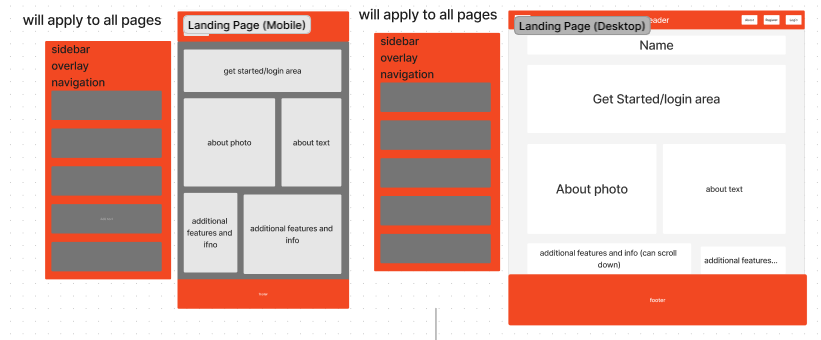 will apply to all pages
sidebar
overlay
navigation
Landing Page (Mobile)
get started/login area
about photo
about text
additional
features and
ifno
additional features and
info
footer
will apply to all pages
sidebar
overlay
navigation
Landing Page (Desktop)
eader
About
Register
Log in
Name
Get Started/login area
About photo
about text
additional features and info (can scroll
down)
additional features...
footer